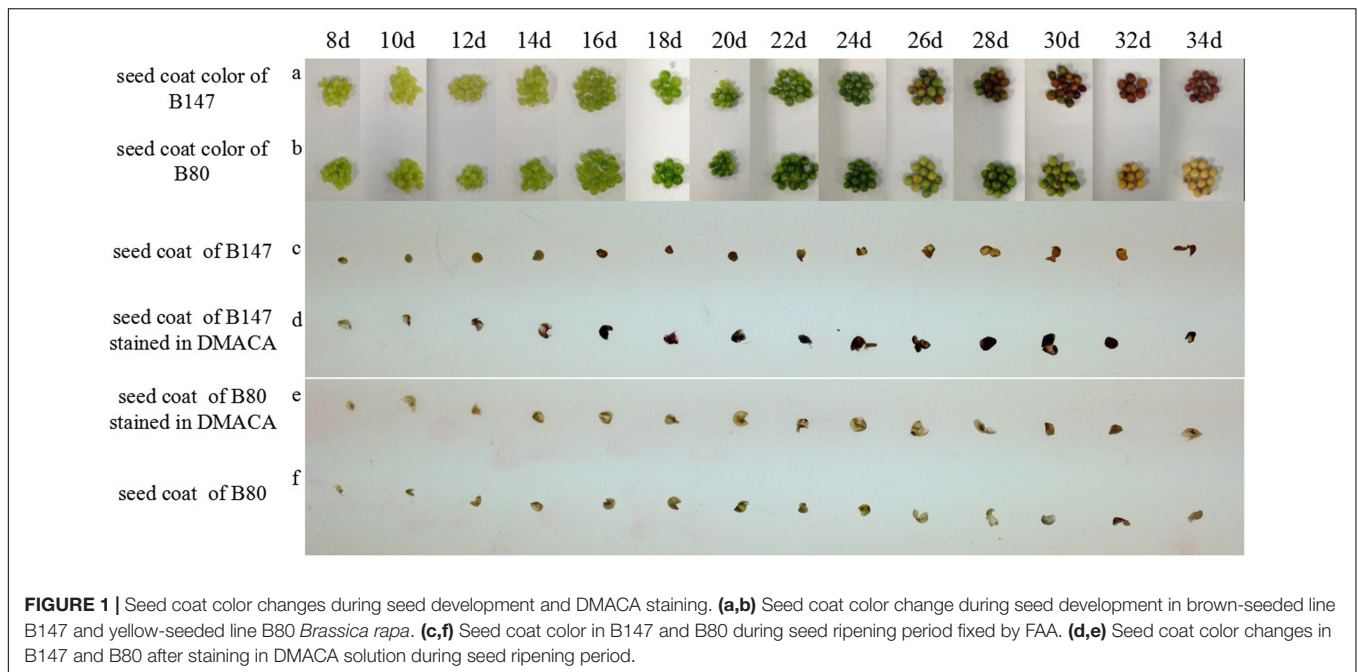 8d 10d 12d 14d 16d 18d 20d 22d 24d 26d 28d 30d 32d 34d
seed coat color of B147
a
seed coat color of B80
b
seed coat of B147
c
seed coat of B147 stained in DMACA
d
seed coat of B80 stained in DMACA
e
seed coat of B80
f
FIGURE 1 | Seed coat color changes during seed development and DMACA staining. (a,b) Seed coat color change during seed development in brown-seeded line
B147 and yellow-seeded line B80 Brassica rapa. (c,f) Seed coat color in B147 and B80 during seed ripening period fixed by FAA. (d,e) Seed coat color changes in
B147 and B80 after staining in DMACA solution during seed ripening period.